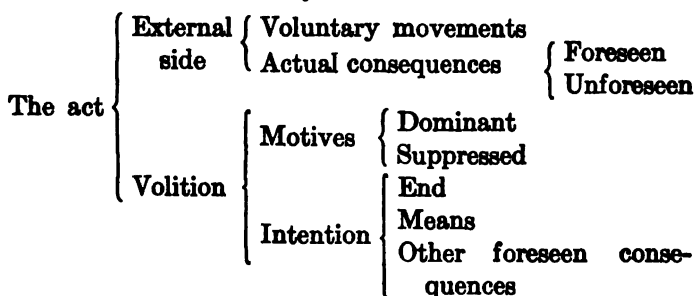 External { Voluntary movements
side { Actual consequences { Foreseen
{ Unforeseen
The act {
Motives { Dominant
{ Suppressed
Volition { End
{ Means
Intention { Other foreseen conse-
quences